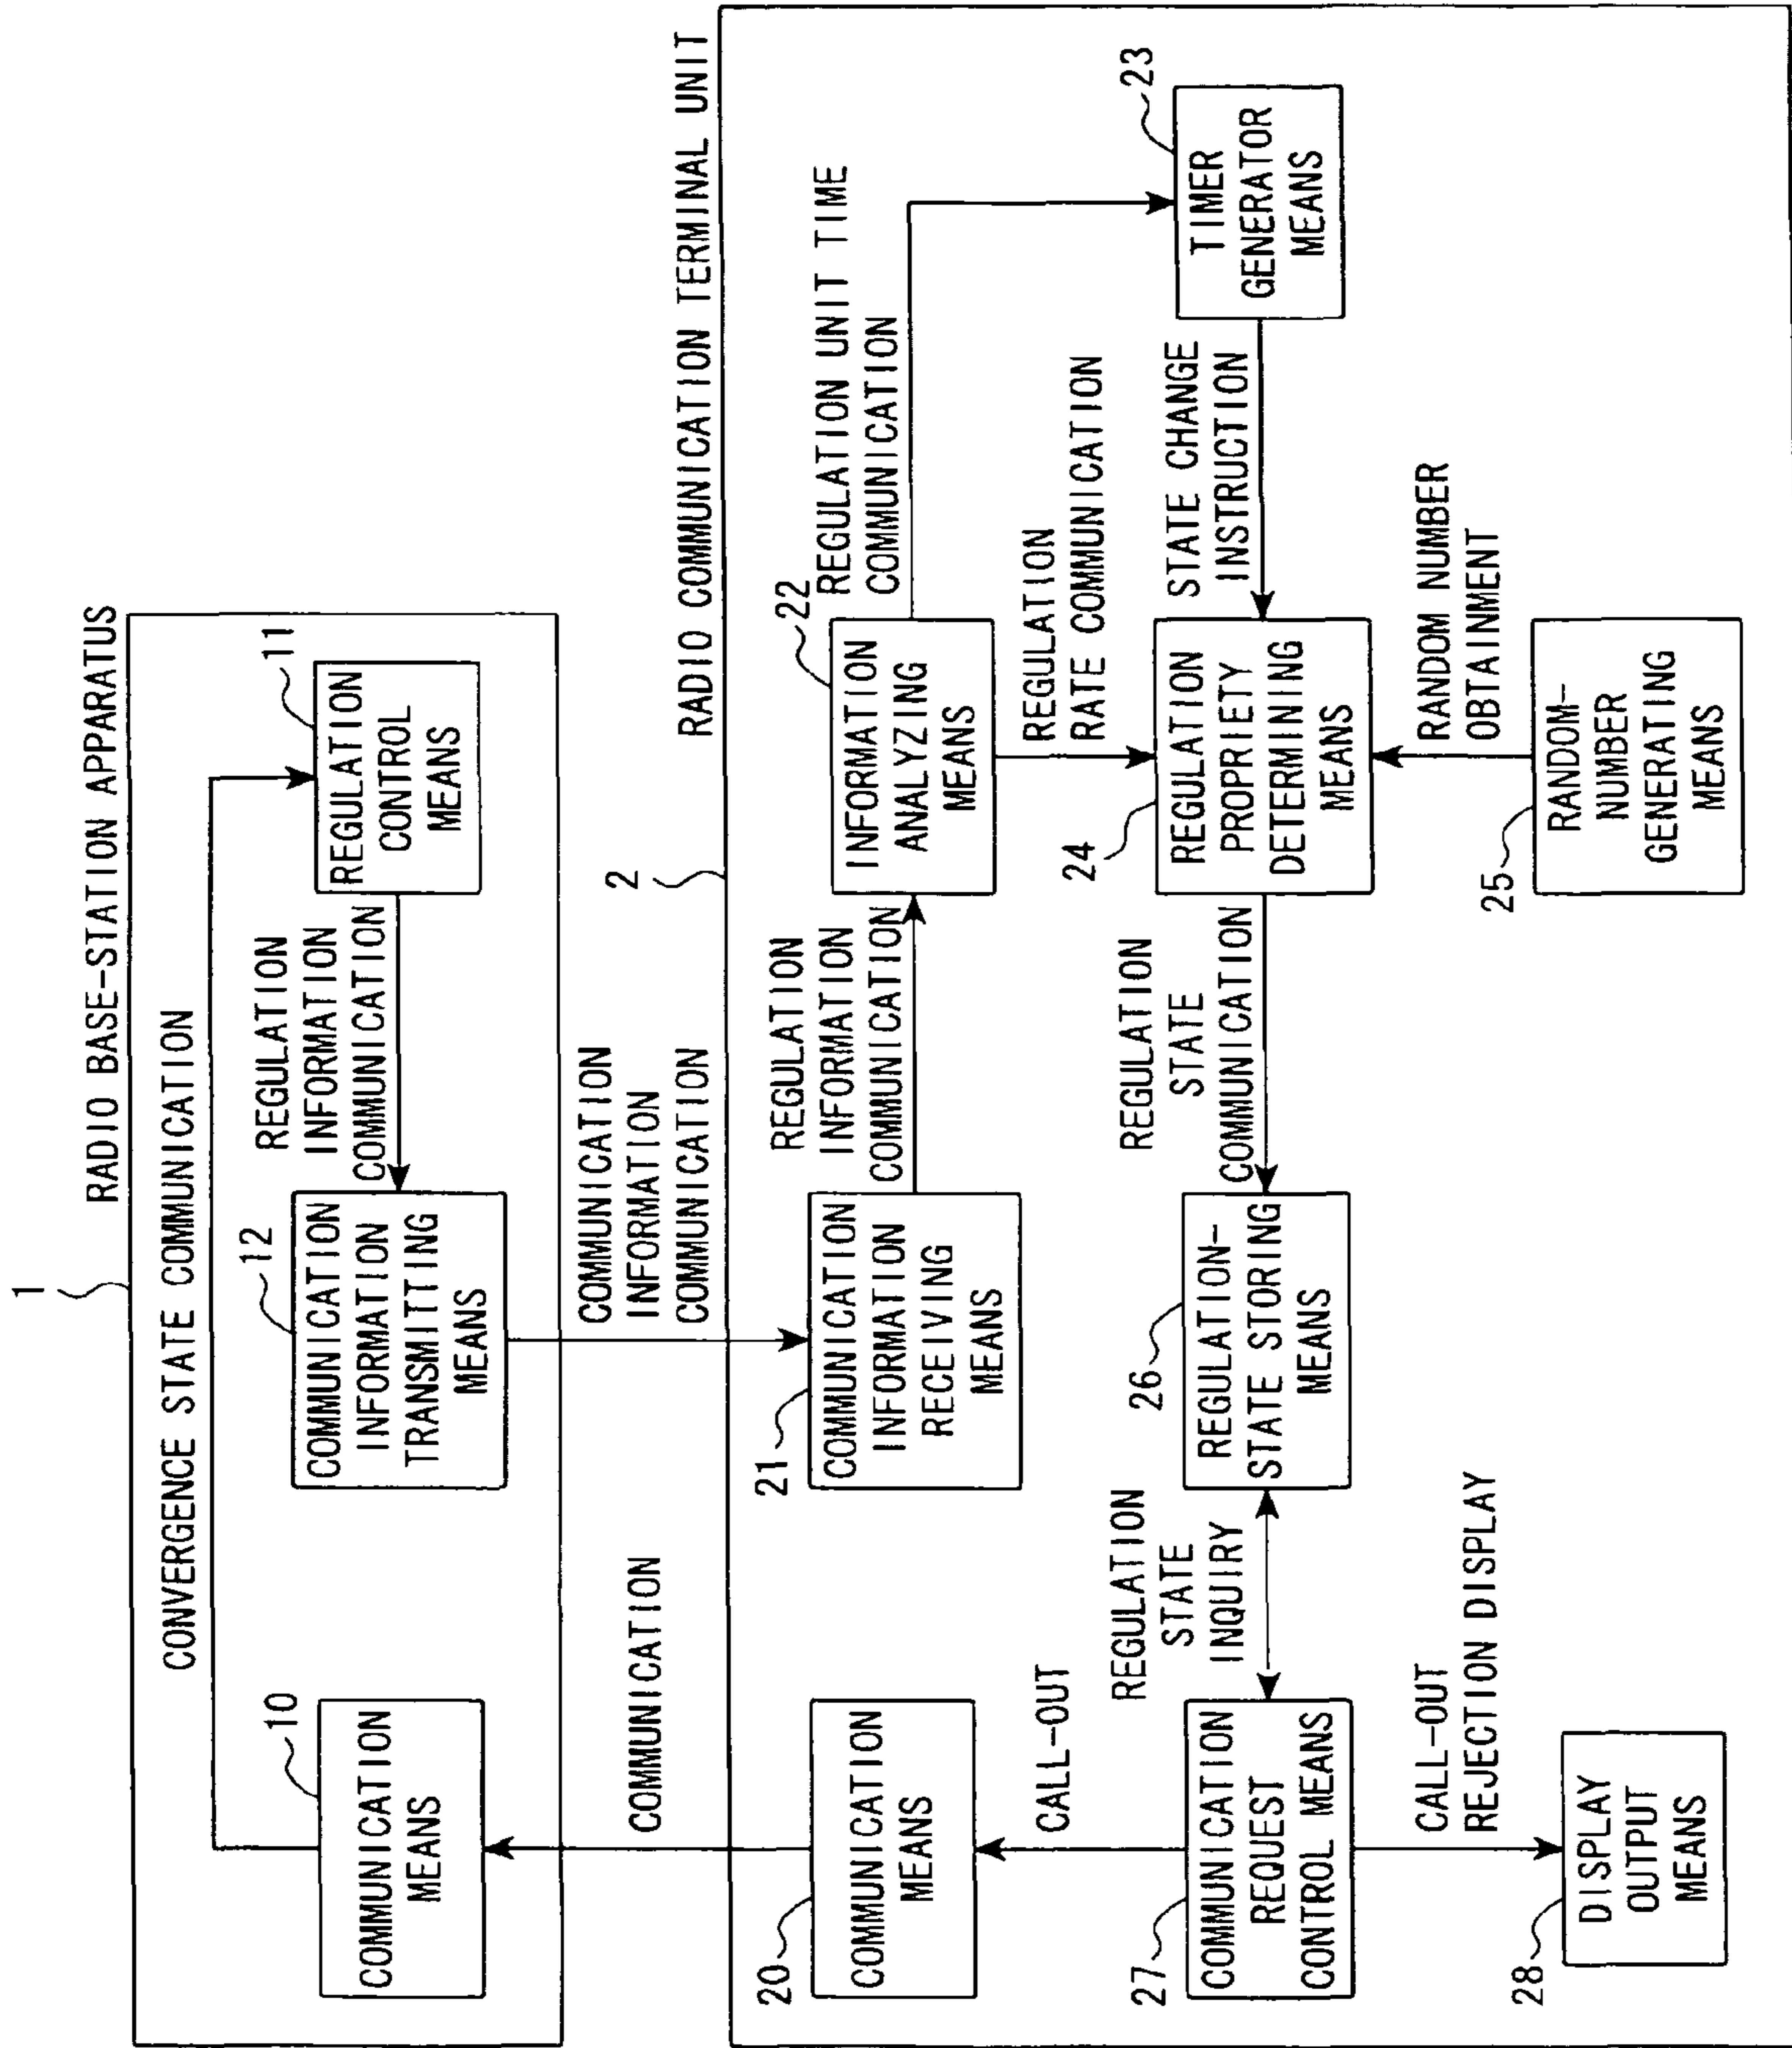 1
RADIO BASE-STATION APPARATUS
CONVERGENCE STATE COMMUNICATION
10
COMMUNICATION
MEANS
12
COMMUNICATION
INFORMATION
TRANSMITTING
MEANS
REGULATION
INFORMATION
COMMUNICATION
11
REGULATION
CONTROL
MEANS
COMMUNICATION
COMMUNICATION
INFORMATION
COMMUNICATION
2
RADIO COMMUNICATION TERMINAL UNIT
20
COMMUNICATION
MEANS
21
COMMUNICATION
INFORMATION
RECEIVING
MEANS
REGULATION
INFORMATION
COMMUNICATION
22
INFORMATION
ANALYZING
MEANS
REGULATION UNIT TIME
COMMUNICATION
23
TIMER
GENERATOR
MEANS
CALL-OUT
REGULATION
RATE COMMUNICATION
27
COMMUNICATION
REQUEST
CONTROL MEANS
REGULATION
STATE
INQUIRY
26
REGULATION-
STATE STORING
MEANS
REGULATION
STATE
COMMUNICATION
24
REGULATION
PROPRIETY
DETERMINING
MEANS
STATE CHANGE
INSTRUCTION
CALL-OUT
REJECTION DISPLAY
RANDOM NUMBER
OBTAINMENT
28
DISPLAY
OUTPUT
MEANS
25
RANDOM-
NUMBER
GENERATING
MEANS